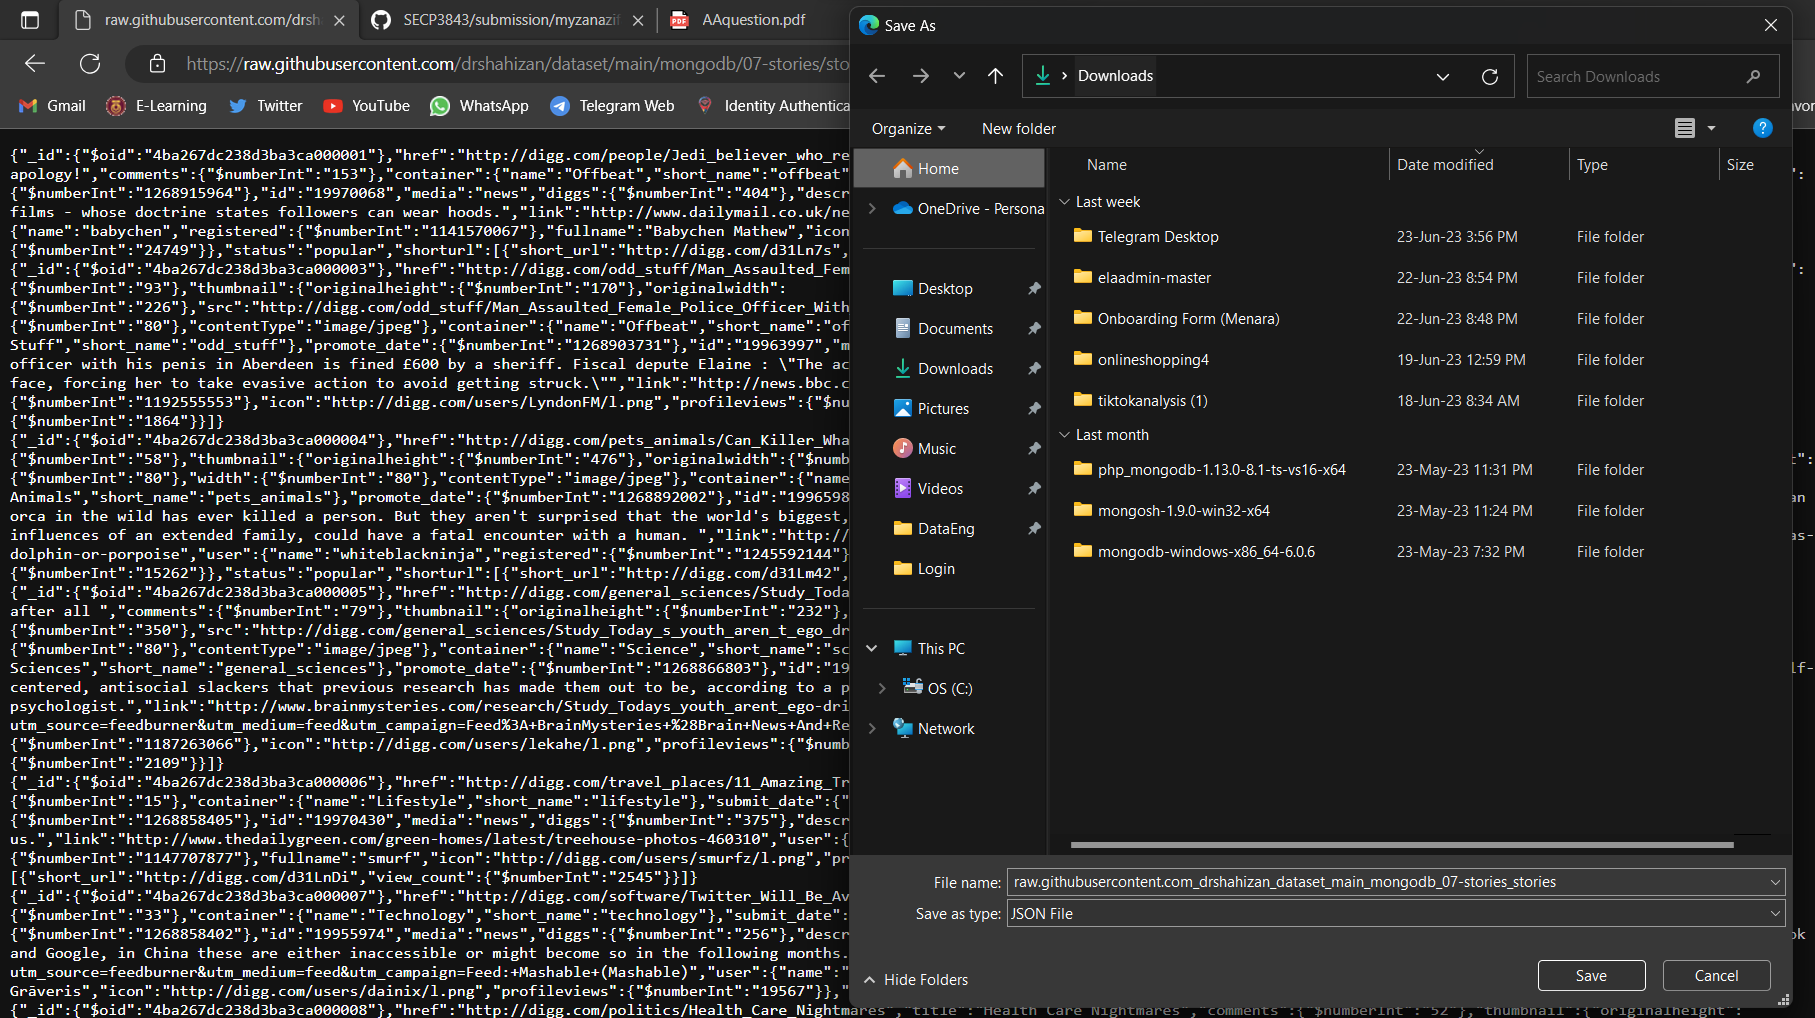 raw.githubusercontent.com/drsh
SECP3843/submission/myzanazif
AAquestion.pdf
https://raw.githubusercontent.com/drshahizan/dataset/main/mongodb/07-stories/sto
Gmail
E-Learning
Twitter
YouTube
WhatsApp
Telegram Web
Identity Authentica
{"_id":{"$oid":"4ba267dc238d3ba3ca000001"},"href":"http://digg.com/people/Jedi_believer_who_re
apology!","comments":{"$numberInt":"153"},"container":{"name":"Offbeat","short_name":"offbeat"
{"$numberInt":"1268915964"},"id":"19970068","media":"news","diggs":{"$numberInt":"404"},"descr
films - whose doctrine states followers can wear hoods.","link":"http://www.dailymail.co.uk/ne
{"name":"babychen","registered":{"$numberInt":"1141570067"},"fullname":"Babychen Mathew","icon
{"$numberInt":"24749"}},"status":"popular","shorturl":[{"short_url":"http://digg.com/d31Ln7s",
{"_id":{"$oid":"4ba267dc238d3ba3ca000003"},"href":"http://digg.com/odd_stuff/Man_Assaulted_Fem
{"$numberInt":"93"},"thumbnail":{"originalheight":{"$numberInt":"170"},"originalwidth":
{"$numberInt":"226"},"src":"http://digg.com/odd_stuff/Man_Assaulted_Female_Police_Officer_With
{"$numberInt":"80"},"contentType":"image/jpeg"},"container":{"name":"Offbeat","short_name":"of
Stuff","short_name":"odd_stuff"},"promote_date":{"$numberInt":"1268903731"},"id":"19963997","m
officer with his penis in Aberdeen is fined £600 by a sheriff. Fiscal depute Elaine : \"The ac
face, forcing her to take evasive action to avoid getting struck.\"","link":"http://news.bbc.c
{"$numberInt":"1192555553"},"icon":"http://digg.com/users/LyndonFM/l.png","profileviews":{"$nu
{"$numberInt":"1864"}}]}
{"_id":{"$oid":"4ba267dc238d3ba3ca000004"},"href":"http://digg.com/pets_animals/Can_Killer_Wha
{"$numberInt":"58"},"thumbnail":{"originalheight":{"$numberInt":"476"},"originalwidth":{"$numb
{"$numberInt":"80"},"width":{"$numberInt":"80"},"contentType":"image/jpeg"},"container":{"name
Animals","short_name":"pets_animals"},"promote_date":{"$numberInt":"1268892002"},"id":"1996598
orca in the wild has ever killed a person. But they aren't surprised that the world's biggest,
influences of an extended family, could have a fatal encounter with a human. ","link":"http://
dolphin-or-porpoise","user":{"name":"whiteblackninja","registered":{"$numberInt":"1245592144"}
{"$numberInt":"15262"}},"status":"popular","shorturl":[{"short_url":"http://digg.com/d31Lm42",
{"_id":{"$oid":"4ba267dc238d3ba3ca000005"},"href":"http://digg.com/general_sciences/Study_Toda
after all ","comments":{"$numberInt":"79"},"thumbnail":{"originalheight":{"$numberInt":"232"},
{"$numberInt":"350"},"src":"http://digg.com/general_sciences/Study_Today_s_youth_aren_t_ego_dr
{"$numberInt":"80"},"contentType":"image/jpeg"},"container":{"name":"Science","short_name":"sc
Sciences","short_name":"general_sciences"},"promote_date":{"$numberInt":"1268866803"},"id":"19
centered, antisocial slackers that previous research has made them out to be, according to a p
psychologist.","link":"http://www.brainmysteries.com/research/Study_Todays_youth_arent_ego-dri
utm_source=feedburner&utm_medium=feed&utm_campaign=Feed%3A+BrainMysteries+%28Brain+News+And+Re
{"$numberInt":"1187263066"},"icon":"http://digg.com/users/lekahe/l.png","profileviews":{"$numb
{"$numberInt":"2109"}}]}
{"_id":{"$oid":"4ba267dc238d3ba3ca000006"},"href":"http://digg.com/travel_places/11_Amazing_Tr
{"$numberInt":"15"},"container":{"name":"Lifestyle","short_name":"lifestyle"},"submit_date":{"
{"$numberInt":"1268858405"},"id":"19970430","media":"news","diggs":{"$numberInt":"375"},"descr
us.","link":"http://www.thedailygreen.com/green-homes/latest/treehouse-photos-460310","user":{
{"$numberInt":"1147707877"},"fullname":"smurf","icon":"http://digg.com/users/smurfz/l.png","pr
[{"short_url":"http://digg.com/d31LnDi","view_count":{"$numberInt":"2545"}}]}
{"_id":{"$oid":"4ba267dc238d3ba3ca000007"},"href":"http://digg.com/software/Twitter_Will_Be_Av
{"$numberInt":"33"},"container":{"name":"Technology","short_name":"technology"},"submit_date":
{"$numberInt":"1268858402"},"id":"19955974","media":"news","diggs":{"$numberInt":"256"},"descr
and Google, in China these are either inaccessible or might become so in the following months.
utm_source=feedburner&utm_medium=feed&utm_campaign=Feed:+Mashable+(Mashable)","user":{"name":"
Grāveris","icon":"http://digg.com/users/dainix/l.png","profileviews":{"$numberInt":"19567"}},"
{"_id":{"$oid":"4ba267dc238d3ba3ca000008"},"href":"http://digg.com/politics/Health_Care_Nightmares","title":"Health Care Nightmares","comments":{"$numberInt":"52"},"thumbnail":{"originalheight":
Save As
Downloads
Search Downloads
Organize
New folder
Home
OneDrive - Persona
Desktop
Documents
Downloads
Pictures
Music
Videos
DataEng
Login
This PC
OS (C:)
Network
Name Date modified Type Size
Last week
Telegram Desktop 23-Jun-23 3:56 PM File folder
elaadmin-master 22-Jun-23 8:54 PM File folder
Onboarding Form (Menara) 22-Jun-23 8:48 PM File folder
onlineshopping4 19-Jun-23 12:59 PM File folder
tiktokanalysis (1) 18-Jun-23 8:34 AM File folder
Last month
php_mongodb-1.13.0-8.1-ts-vs16-x64 23-May-23 11:31 PM File folder
mongosh-1.9.0-win32-x64 23-May-23 11:24 PM File folder
mongodb-windows-x86_64-6.0.6 23-May-23 7:32 PM File folder
File name: raw.githubusercontent.com_drshahizan_dataset_main_mongodb_07-stories_stories
Save as type: JSON File
Hide Folders
Save
Cancel